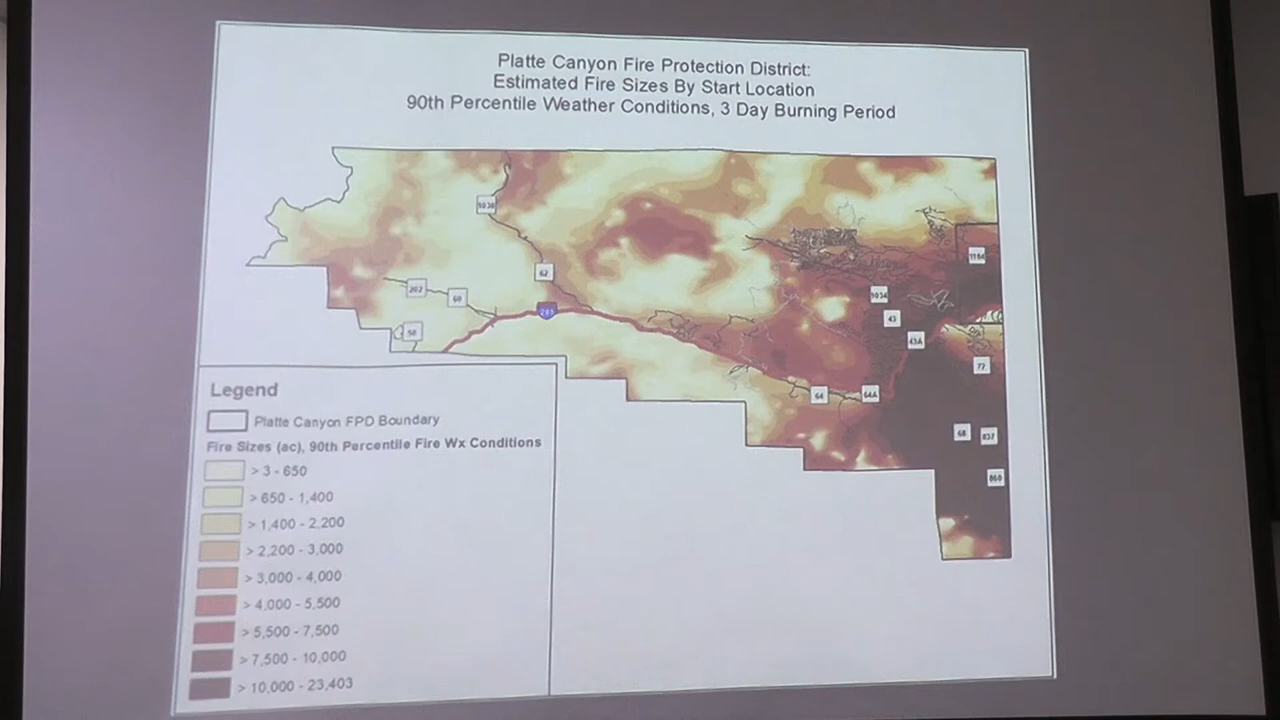 Platte Canyon Fire Protection District:
Estimated Fire Sizes By Start Location
90th Percentile Weather Conditions, 3 Day Burning Period
1038
62
202
60
285
56
1184
1034
43
43A
77
64
64A
68
837
860
Legend
Platte Canyon FPD Boundary
Fire Sizes (ac), 90th Percentile Fire Wx Conditions
> 3 - 650
> 650 - 1,400
> 1,400 - 2,200
> 2,200 - 3,000
> 3,000 - 4,000
> 4,000 - 5,500
> 5,500 - 7,500
> 7,500 - 10,000
> 10,000 - 23,403